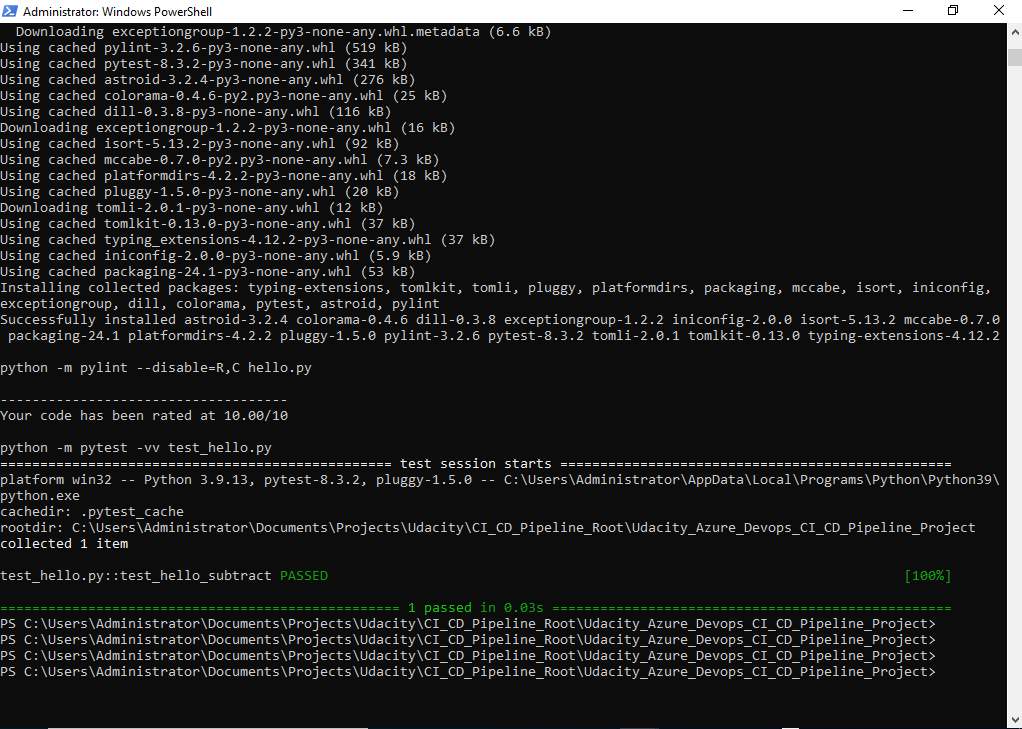 Administrator: Windows PowerShell
Downloading exceptiongroup-1.2.2-py3-none-any.whl.metadata (6.6 kB)
Using cached pylint-3.2.6-py3-none-any.whl (519 kB)
Using cached pytest-8.3.2-py3-none-any.whl (341 kB)
Using cached astroid-3.2.4-py3-none-any.whl (276 kB)
Using cached colorama-0.4.6-py2.py3-none-any.whl (25 kB)
Using cached dill-0.3.8-py3-none-any.whl (116 kB)
Downloading exceptiongroup-1.2.2-py3-none-any.whl (16 kB)
Using cached isort-5.13.2-py3-none-any.whl (92 kB)
Using cached mccabe-0.7.0-py2.py3-none-any.whl (7.3 kB)
Using cached platformdirs-4.2.2-py3-none-any.whl (18 kB)
Using cached pluggy-1.5.0-py3-none-any.whl (20 kB)
Downloading tomli-2.0.1-py3-none-any.whl (12 kB)
Using cached tomlkit-0.13.0-py3-none-any.whl (37 kB)
Using cached typing_extensions-4.12.2-py3-none-any.whl (37 kB)
Using cached iniconfig-2.0.0-py3-none-any.whl (5.9 kB)
Using cached packaging-24.1-py3-none-any.whl (53 kB)
Installing collected packages: typing-extensions, tomlkit, tomli, pluggy, platformdirs, packaging, mccabe, isort, iniconfig,
exceptiongroup, dill, colorama, pytest, astroid, pylint
Successfully installed astroid-3.2.4 colorama-0.4.6 dill-0.3.8 exceptiongroup-1.2.2 iniconfig-2.0.0 isort-5.13.2 mccabe-0.7.0
packaging-24.1 platformdirs-4.2.2 pluggy-1.5.0 pylint-3.2.6 pytest-8.3.2 tomli-2.0.1 tomlkit-0.13.0 typing-extensions-4.12.2
python -m pylint --disable=R,C hello.py
------------------------------------
Your code has been rated at 10.00/10
python -m pytest -vv test_hello.py
================================================= test session starts =================================================
platform win32 -- Python 3.9.13, pytest-8.3.2, pluggy-1.5.0 -- C:\Users\Administrator\AppData\Local\Programs\Python\Python39\
python.exe
cachedir: .pytest_cache
rootdir: C:\Users\Administrator\Documents\Projects\Udacity\CI_CD_Pipeline_Root\Udacity_Azure_Devops_CI_CD_Pipeline_Project
collected 1 item
test_hello.py::test_hello_subtract PASSED [100%]
================================================== 1 passed in 0.03s ==================================================
PS C:\Users\Administrator\Documents\Projects\Udacity\CI_CD_Pipeline_Root\Udacity_Azure_Devops_CI_CD_Pipeline_Project>
PS C:\Users\Administrator\Documents\Projects\Udacity\CI_CD_Pipeline_Root\Udacity_Azure_Devops_CI_CD_Pipeline_Project>
PS C:\Users\Administrator\Documents\Projects\Udacity\CI_CD_Pipeline_Root\Udacity_Azure_Devops_CI_CD_Pipeline_Project>
PS C:\Users\Administrator\Documents\Projects\Udacity\CI_CD_Pipeline_Root\Udacity_Azure_Devops_CI_CD_Pipeline_Project>